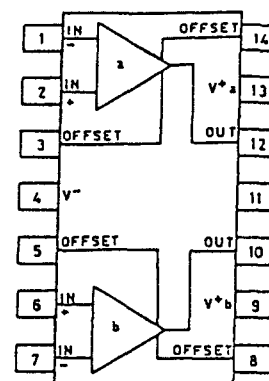 1 IN - OFFSET 14
2 IN + a V+a 13
3 OFFSET OUT 12
4 V- 11
5 OFFSET OUT 10
6 IN + V+b 9
7 IN - b OFFSET 8